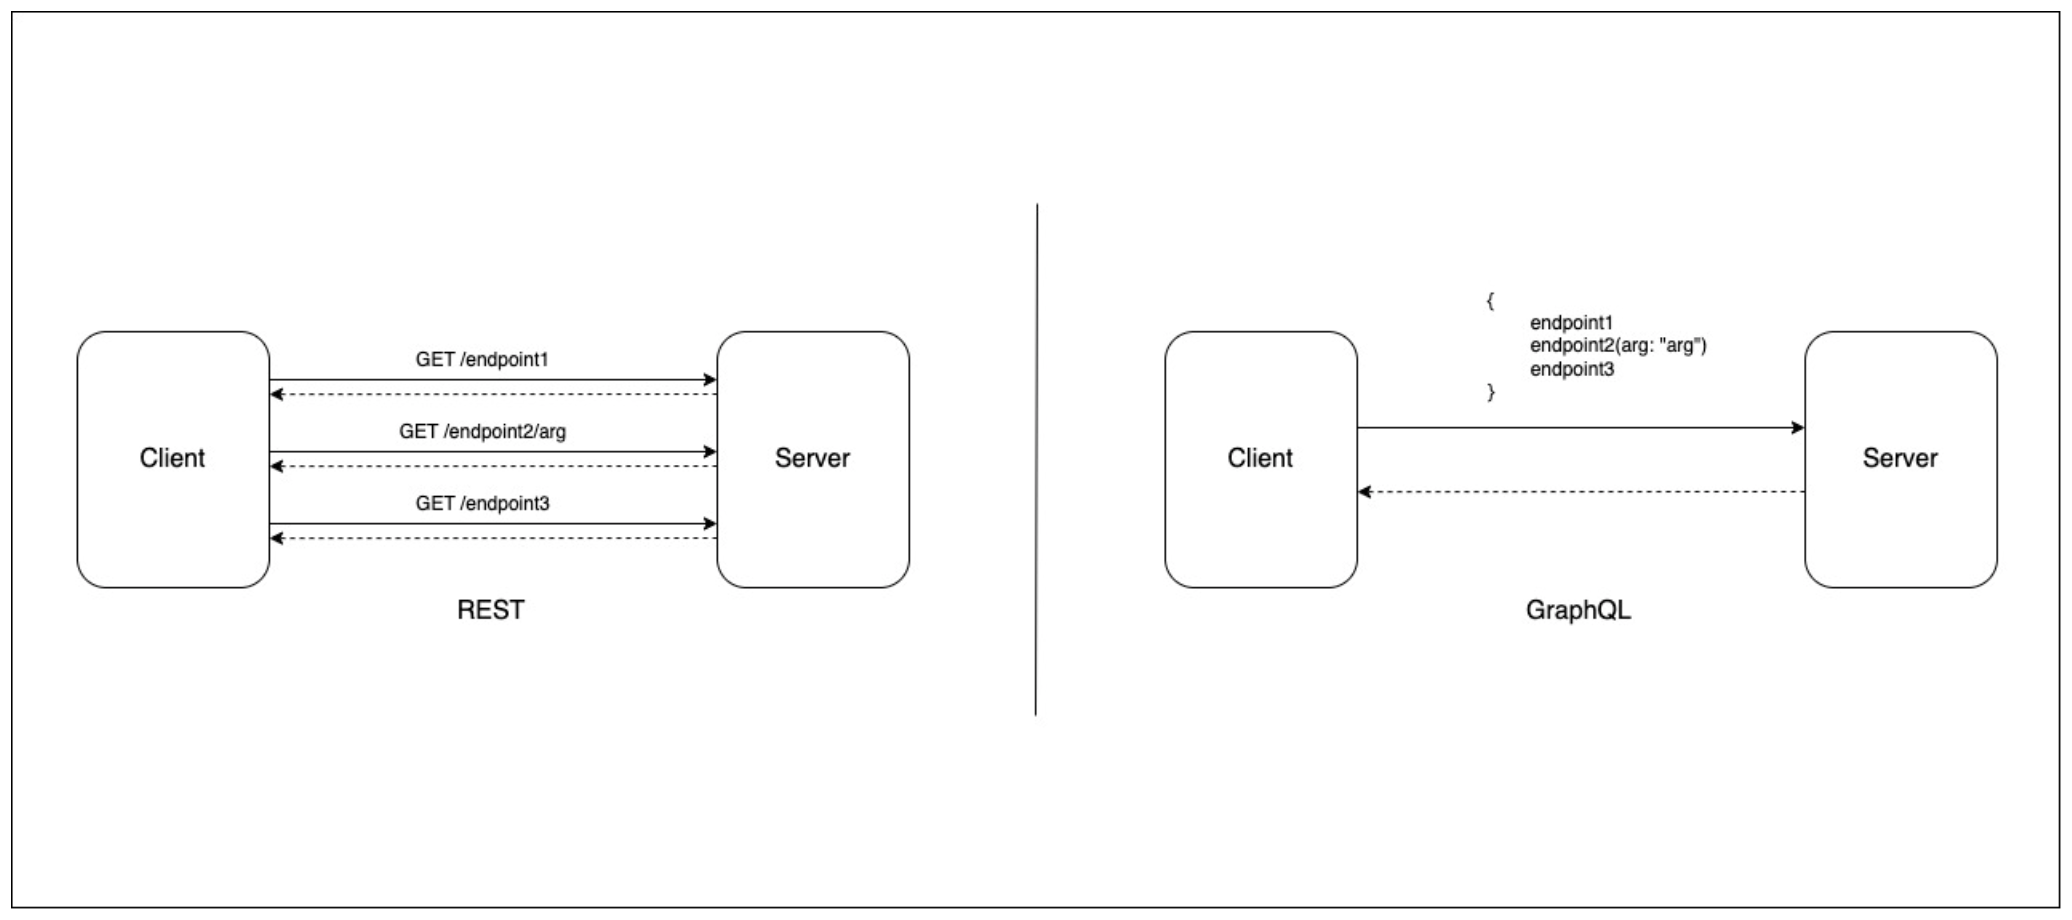 Client
GET /endpoint1
GET /endpoint2/arg
GET /endpoint3
Server
REST
{
endpoint1
endpoint2(arg: "arg")
endpoint3
}
Client
Server
GraphQL